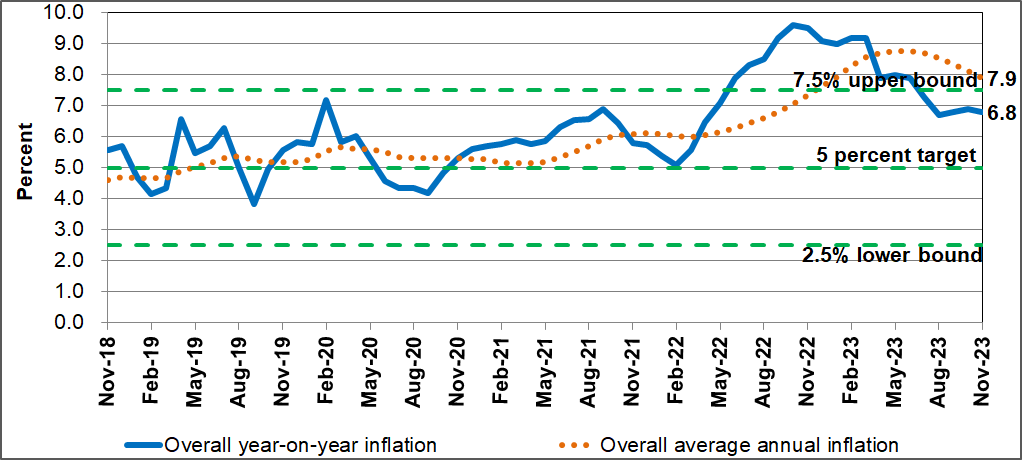 10.0
9.0
8.0
7.5% upper bound 7.9
7.0
6.8
6.0
5 percent target
5.0
4.0
3.0
2.5% lower bound
2.0
1.0
0.0
Percent
Nov-18 Feb-19 May-19 Aug-19 Nov-19 Feb-20 May-20 Aug-20 Nov-20 Feb-21 May-21 Aug-21 Nov-21 Feb-22 May-22 Aug-22 Nov-22 Feb-23 May-23 Aug-23 Nov-23
Overall year-on-year inflation Overall average annual inflation